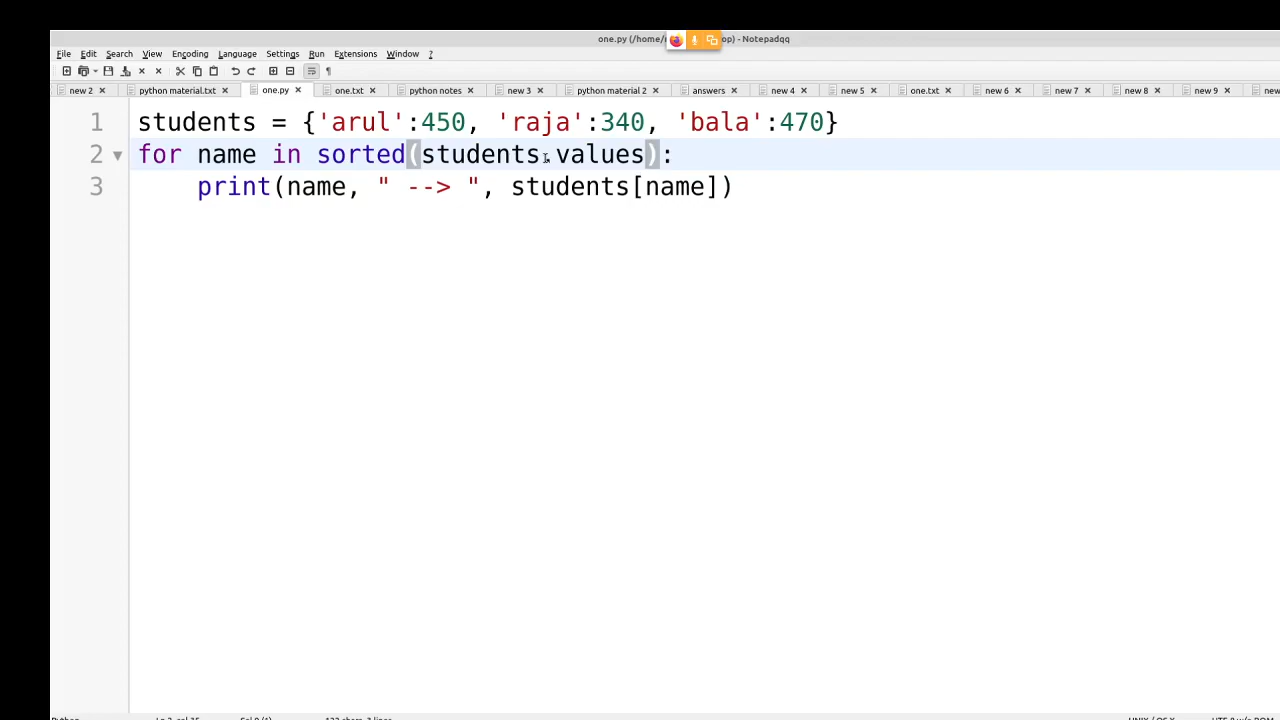 one.py (/home/ op) - Notepadqq
File Edit Search View Encoding Language Settings Run Extensions Window ?
new 2 python material.txt one.py one.txt python notes new 3 python material 2 answers new 4 new 5 one.txt new 6 new 7 new 8 new 9 new
1 students = {'arul':450, 'raja':340, 'bala':470}
2 for name in sorted(students.values):
3 print(name, " --> ", students[name])